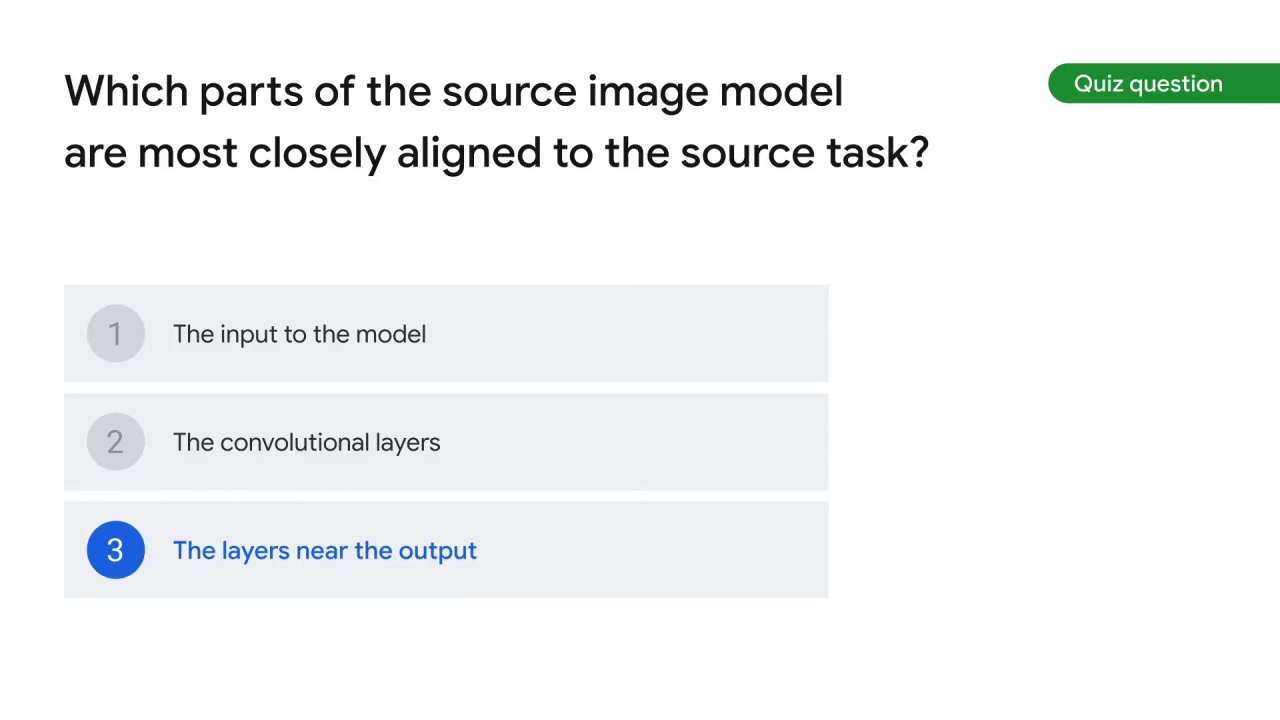 Which parts of the source image model
are most closely aligned to the source task?
Quiz question
1 The input to the model
2 The convolutional layers
3 The layers near the output